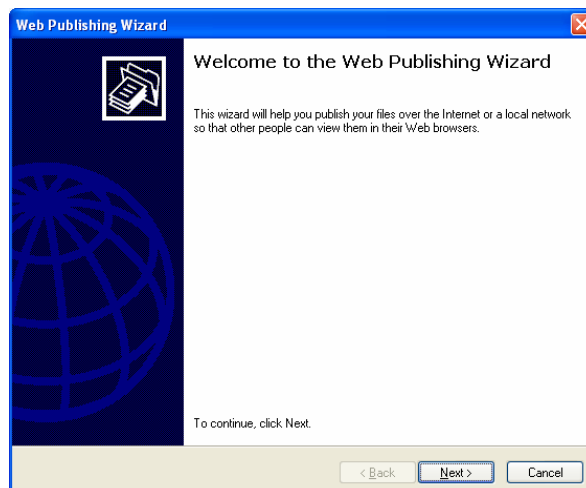 Web Publishing Wizard
Welcome to the Web Publishing Wizard
This wizard will help you publish your files over the Internet or a local network
so that other people can view them in their Web browsers.
To continue, click Next.
< Back Next > Cancel